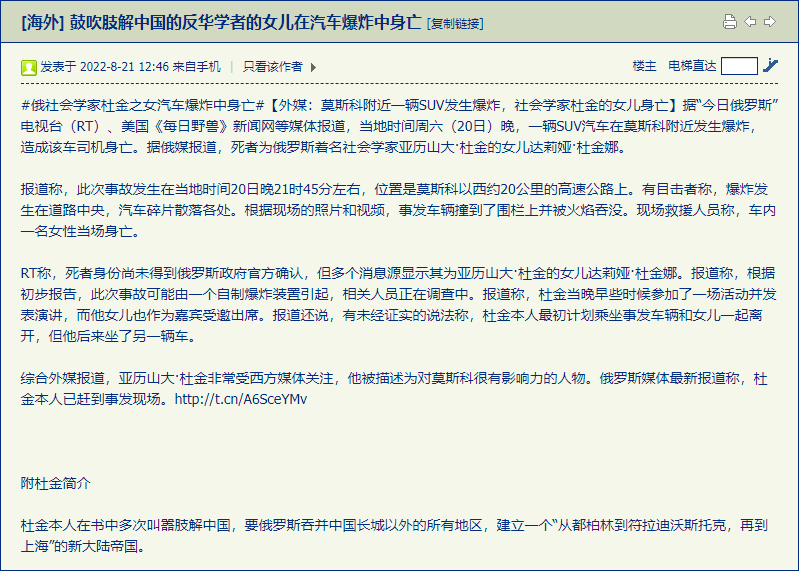 [海外] 鼓吹肢解中国的反华学者的女儿在汽车爆炸中身亡 [复制链接]
发表于 2022-8-21 12:46 来自手机 | 只看该作者 楼主 电梯直达
#俄社会学家杜金之女汽车爆炸中身亡#【外媒：莫斯科附近一辆SUV发生爆炸，社会学家杜金的女儿身亡】据“今日俄罗斯”
电视台（RT）、美国《每日野兽》新闻网等媒体报道，当地时间周六（20日）晚，一辆SUV汽车在莫斯科附近发生爆炸，
造成该车司机身亡。据俄媒报道，死者为俄罗斯着名社会学家亚历山大·杜金的女儿达莉娅·杜金娜。
报道称，此次事故发生在当地时间20日晚21时45分左右，位置是莫斯科以西约20公里的高速公路上。有目击者称，爆炸发
生在道路中央，汽车碎片散落各处。根据现场的照片和视频，事发车辆撞到了围栏上并被火焰吞没。现场救援人员称，车内
一名女性当场身亡。
RT称，死者身份尚未得到俄罗斯政府官方确认，但多个消息源显示其为亚历山大·杜金的女儿达莉娅·杜金娜。报道称，根据
初步报告，此次事故可能由一个自制爆炸装置引起，相关人员正在调查中。报道称，杜金当晚早些时候参加了一场活动并发
表演讲，而他女儿也作为嘉宾受邀出席。报道还说，有未经证实的说法称，杜金本人最初计划乘坐事发车辆和女儿一起离
开，但他后来坐了另一辆车。
综合外媒报道，亚历山大·杜金非常受西方媒体关注，他被描述为对莫斯科很有影响力的人物。俄罗斯媒体最新报道称，杜
金本人已赶到事发现场。http://t.cn/A6SceYMv
附杜金简介
杜金本人在书中多次叫嚣肢解中国，要俄罗斯吞并中国长城以外的所有地区，建立一个“从都柏林到符拉迪沃斯托克，再到
上海”的新大陆帝国。